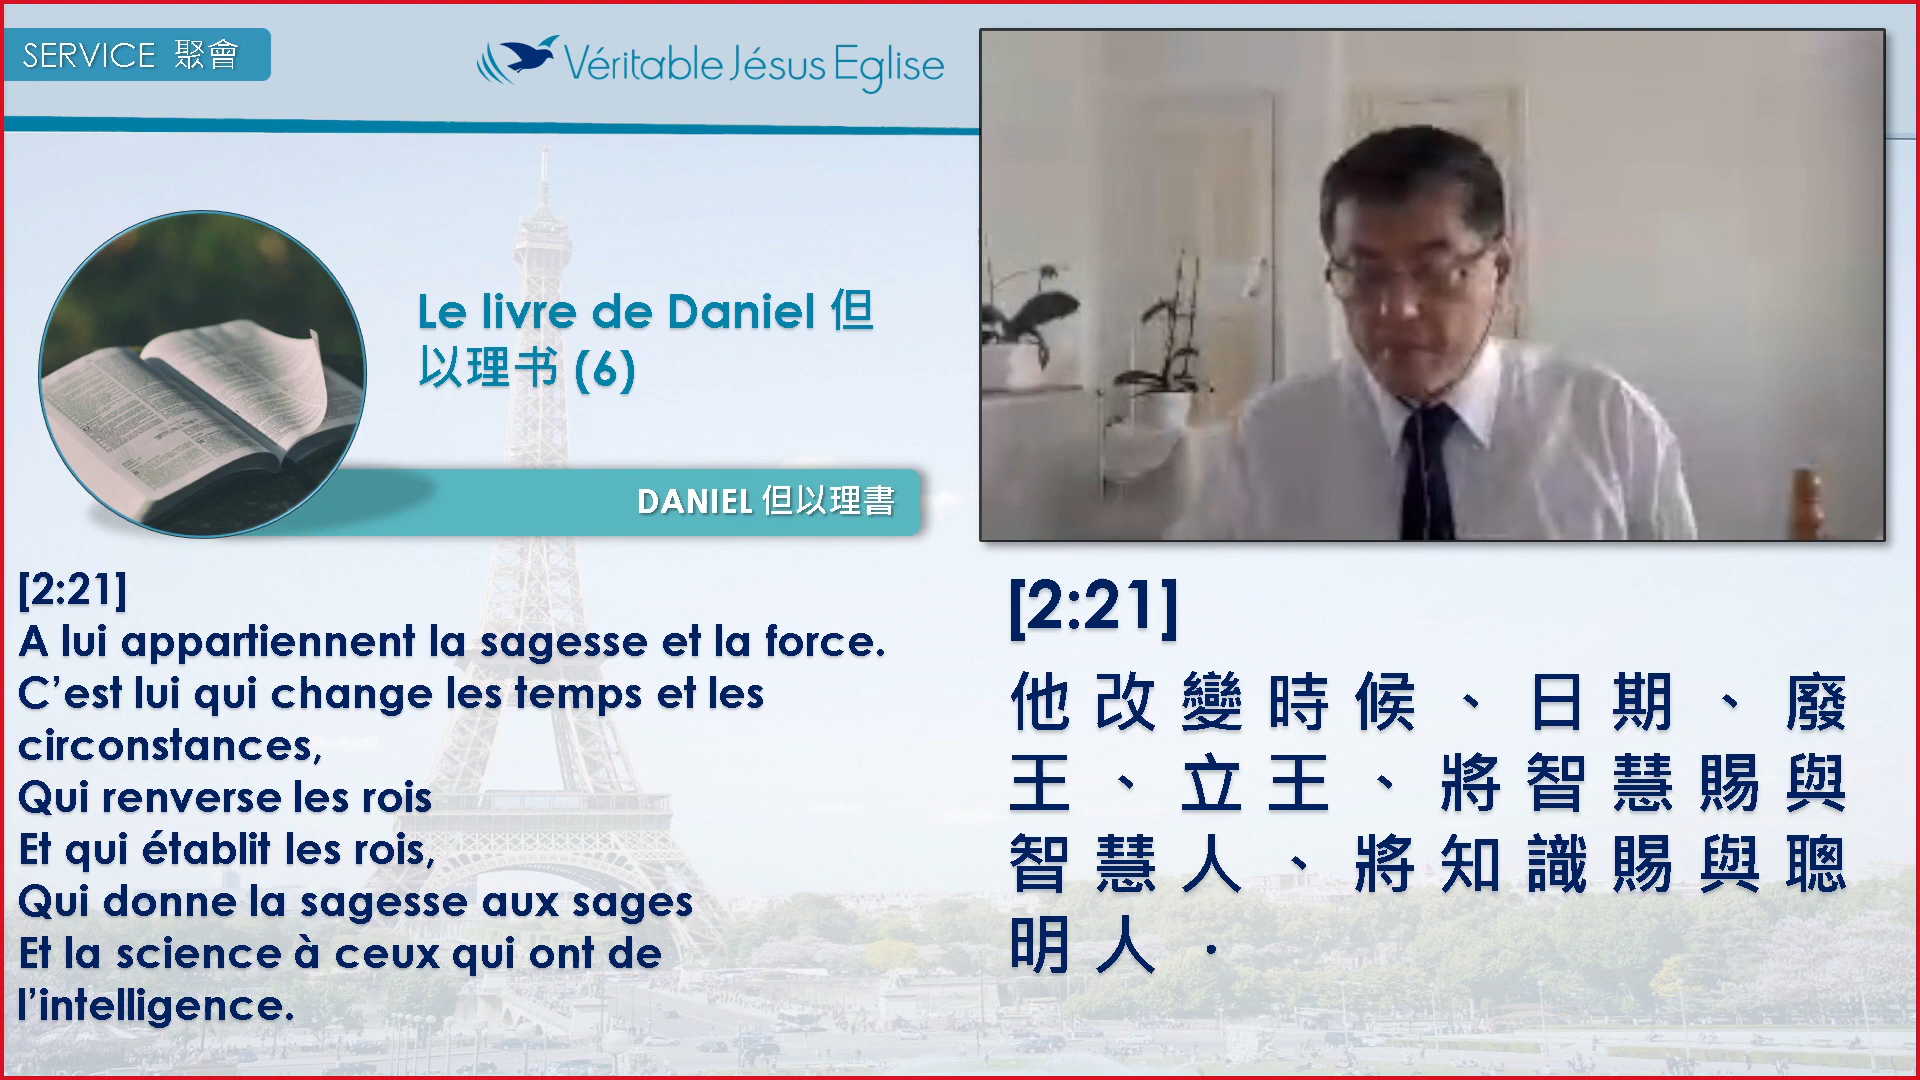 SERVICE 聚會
Véritable Jésus Eglise
Le livre de Daniel 但
以理书 (6)
DANIEL 但以理書
[2:21]
A lui appartiennent la sagesse et la force.
C’est lui qui change les temps et les
circonstances,
Qui renverse les rois
Et qui établit les rois,
Qui donne la sagesse aux sages
Et la science à ceux qui ont de
l’intelligence.
[2:21]
他改變時候、日期、廢
王、立王、將智慧賜與
智慧人、將知識賜與聰
明人．